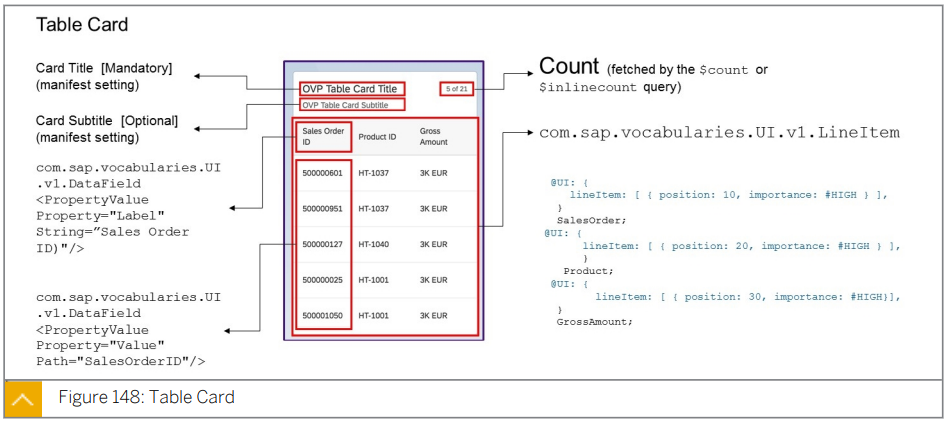 Table Card
Card Title [Mandatory]
(manifest setting)
Card Subtitle [Optional]
(manifest setting)
com.sap.vocabularies.UI
.v1.DataField
<PropertyValue
Property="Label"
String=”Sales Order
ID)"/>
com.sap.vocabularies.UI
.v1.DataField
<PropertyValue
Property="Value"
Path="SalesOrderID"/>
OVP Table Card Title
5 of 21
OVP Table Card Subtitle
Sales Order
ID
Product ID
Gross
Amount
500000601 HT-1037 3K EUR
500000951 HT-1037 3K EUR
500000127 HT-1040 3K EUR
500000025 HT-1001 3K EUR
500001050 HT-1001 3K EUR
Count (fetched by the $count or
$inlinecount query)
com.sap.vocabularies.UI.v1.LineItem
@UI: {
lineItem: [ { position: 10, importance: #HIGH } ],
}
SalesOrder;
@UI: {
lineItem: [ { position: 20, importance: #HIGH } ],
}
Product;
@UI: {
lineItem: [ { position: 30, importance: #HIGH}],
}
GrossAmount;
Figure 148: Table Card